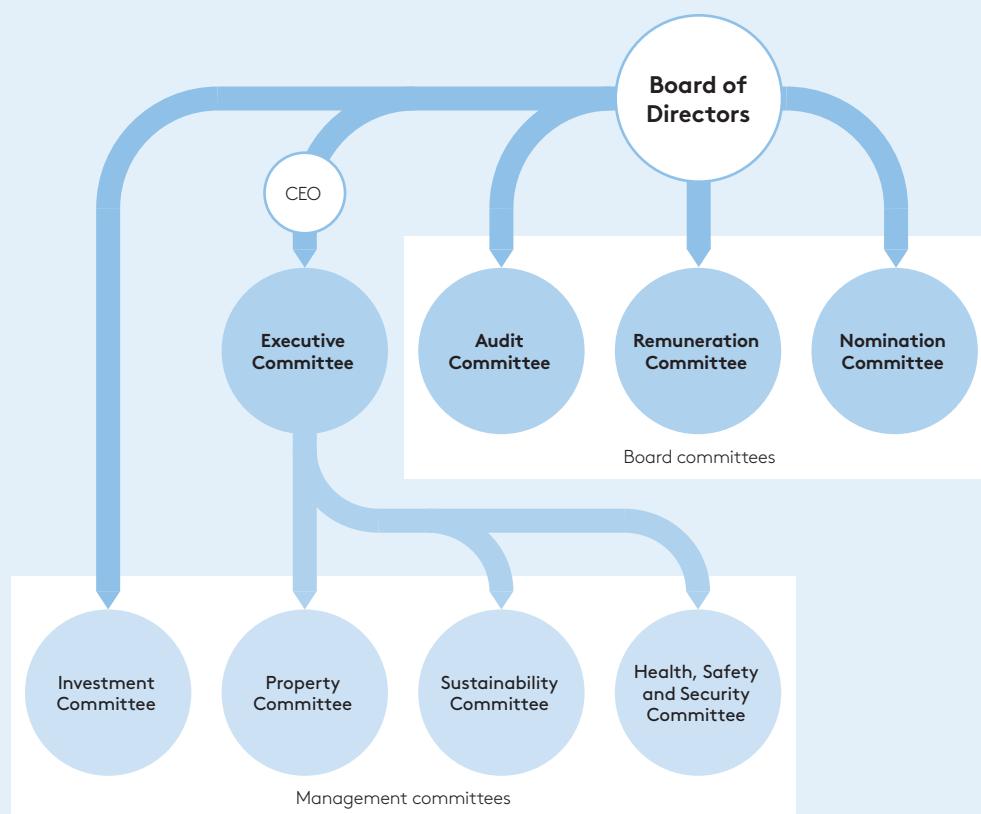 Board of
Directors
CEO
Executive
Committee
Audit
Committee
Remuneration
Committee
Nomination
Committee
Board committees
Investment
Committee
Property
Committee
Sustainability
Committee
Health, Safety
and Security
Committee
Management committees